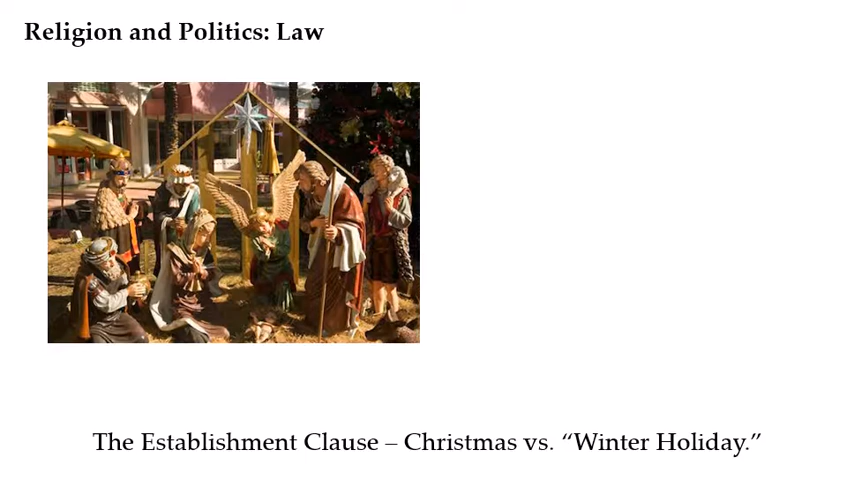 Religion and Politics: Law
The Establishment Clause – Christmas vs. “Winter Holiday.”